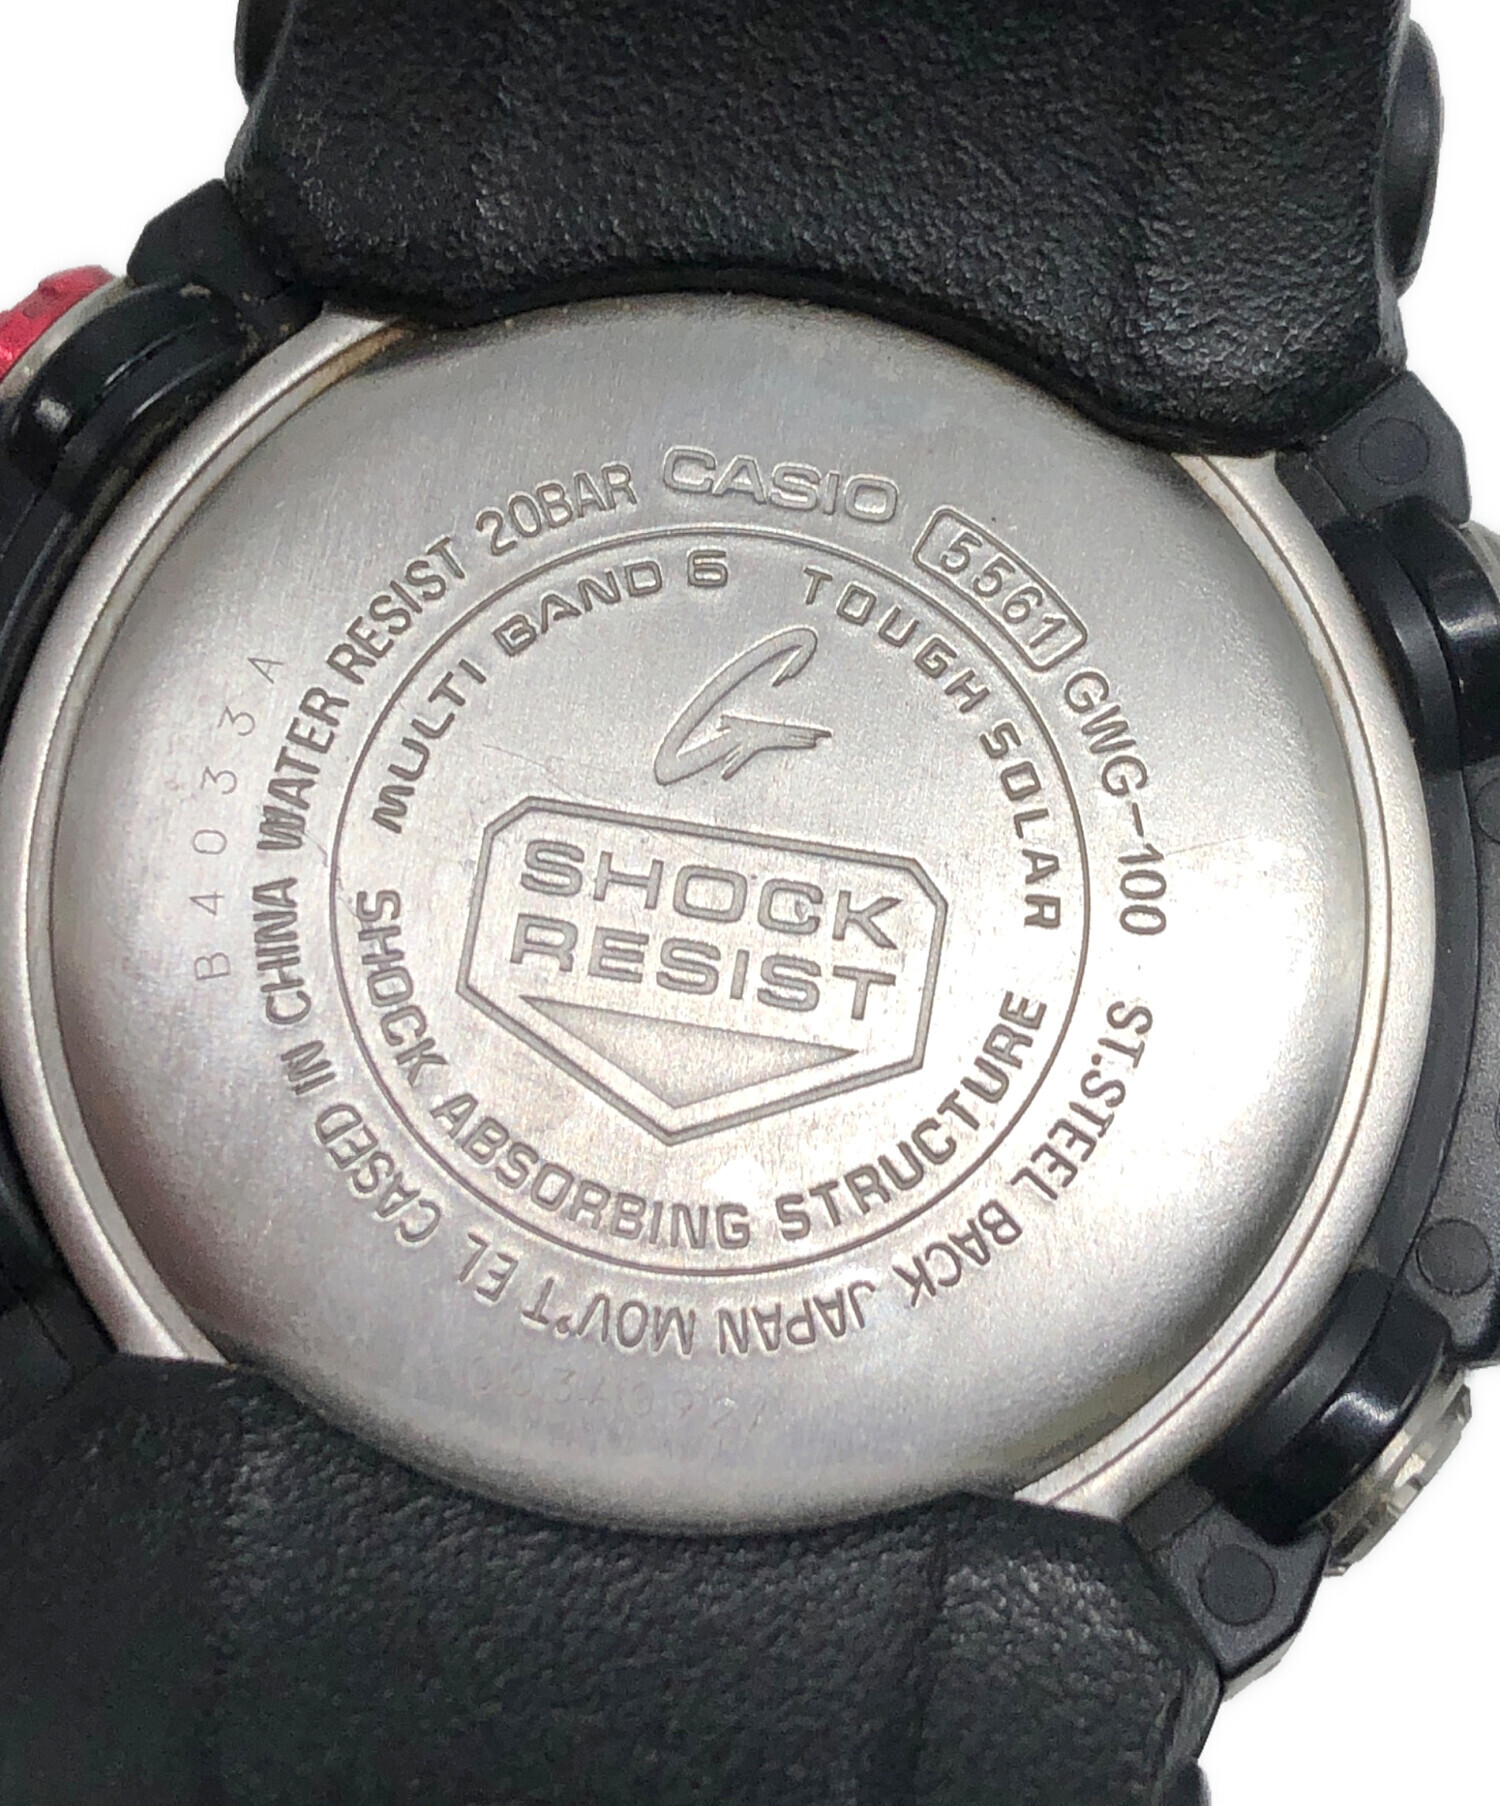 CASIO
5561 GWG-100 ST.STEEL BACK JAPAN MOV'T EL CASED IN CHINA WATER RESIST 20BAR
MULTI BAND 6 TOUGH SOLAR
SHOCK ABSORBING STRUCTURE
G
SHOCK
RESIST
B4033A